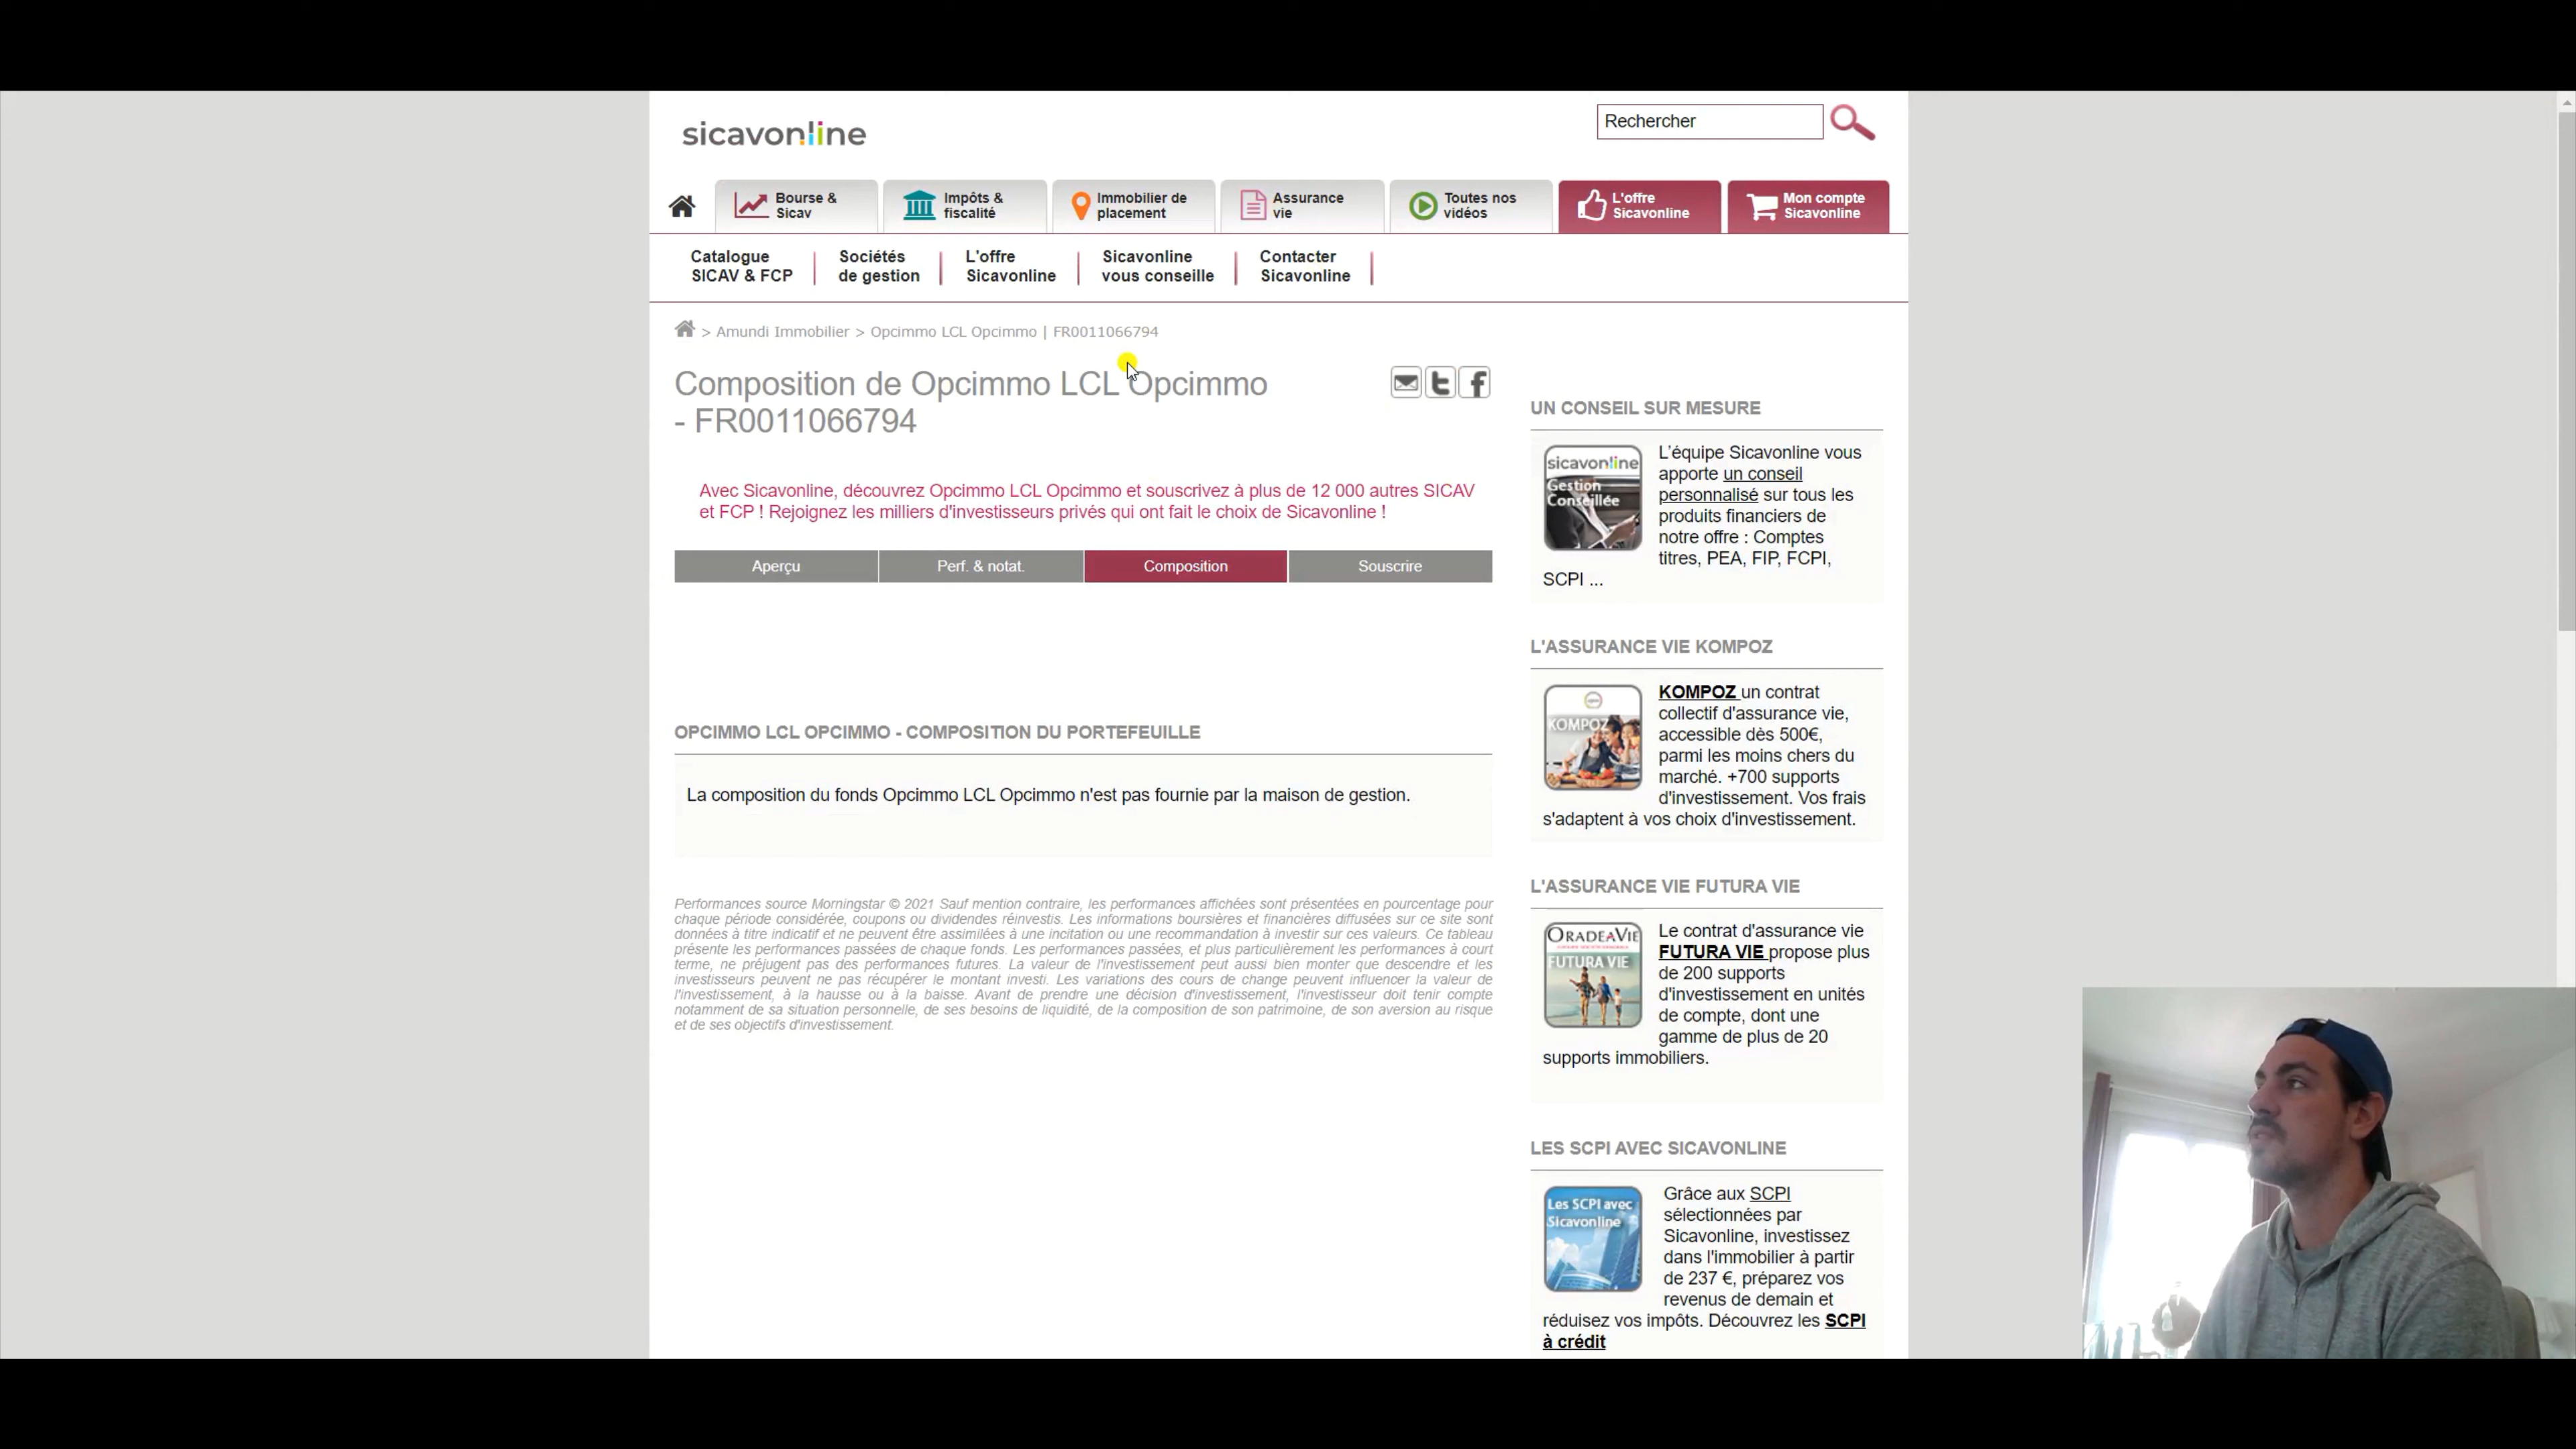 sicavonline
Rechercher
Bourse &
Sicav
Impôts &
fiscalité
Immobilier de
placement
Assurance
vie
Toutes nos
vidéos
L'offre
Sicavonline
Mon compte
Sicavonline
Catalogue
SICAV & FCP
Sociétés
de gestion
L'offre
Sicavonline
Sicavonline
vous conseille
Contacter
Sicavonline
> Amundi Immobilier > Opcimmo LCL Opcimmo | FR0011066794
Composition de Opcimmo LCL Opcimmo
- FR0011066794
Avec Sicavonline, découvrez Opcimmo LCL Opcimmo et souscrivez à plus de 12 000 autres SICAV
et FCP ! Rejoignez les milliers d'investisseurs privés qui ont fait le choix de Sicavonline !
Aperçu
Perf. & notat.
Composition
Souscrire
OPCIMMO LCL OPCIMMO - COMPOSITION DU PORTEFEUILLE
La composition du fonds Opcimmo LCL Opcimmo n'est pas fournie par la maison de gestion.
Performances source Morningstar © 2021 Sauf mention contraire, les performances affichées sont présentées en pourcentage pour
chaque période considérée, coupons ou dividendes réinvestis. Les informations boursières et financières diffusées sur ce site sont
données à titre indicatif et ne peuvent être assimilées à une incitation ou une recommandation à investir sur ces valeurs. Ce tableau
présente les performances passées de chaque fonds. Les performances passées, et plus particulièrement les performances à court
terme, ne préjugent pas des performances futures. La valeur de l'investissement peut aussi bien monter que descendre et les
investisseurs peuvent ne pas récupérer le montant investi. Les variations des cours de change peuvent influencer la valeur de
l'investissement, à la hausse ou à la baisse. Avant de prendre une décision d'investissement, l'investisseur doit tenir compte
notamment de sa situation personnelle, de ses besoins de liquidité, de la composition de son patrimoine, de son aversion au risque
et de ses objectifs d'investissement.
UN CONSEIL SUR MESURE
sicavonline
Gestion
Conseillée
L'équipe Sicavonline vous
apporte un conseil
personnalisé sur tous les
produits financiers de
notre offre : Comptes
titres, PEA, FIP, FCPI,
SCPI ...
L'ASSURANCE VIE KOMPOZ
KOMPOZ
KOMPOZ un contrat
collectif d'assurance vie,
accessible dès 500€,
parmi les moins chers du
marché. +700 supports
d'investissement. Vos frais
s'adaptent à vos choix d'investissement.
L'ASSURANCE VIE FUTURA VIE
ORADEAVIE
FUTURA VIE
Le contrat d'assurance vie
FUTURA VIE propose plus
de 200 supports
d'investissement en unités
de compte, dont une
gamme de plus de 20
supports immobiliers.
LES SCPI AVEC SICAVONLINE
Les SCPI avec
Sicavonline
Grâce aux SCPI
sélectionnées par
Sicavonline, investissez
dans l'immobilier à partir
de 237 €, préparez vos
revenus de demain et
réduisez vos impôts. Découvrez les SCPI
à crédit